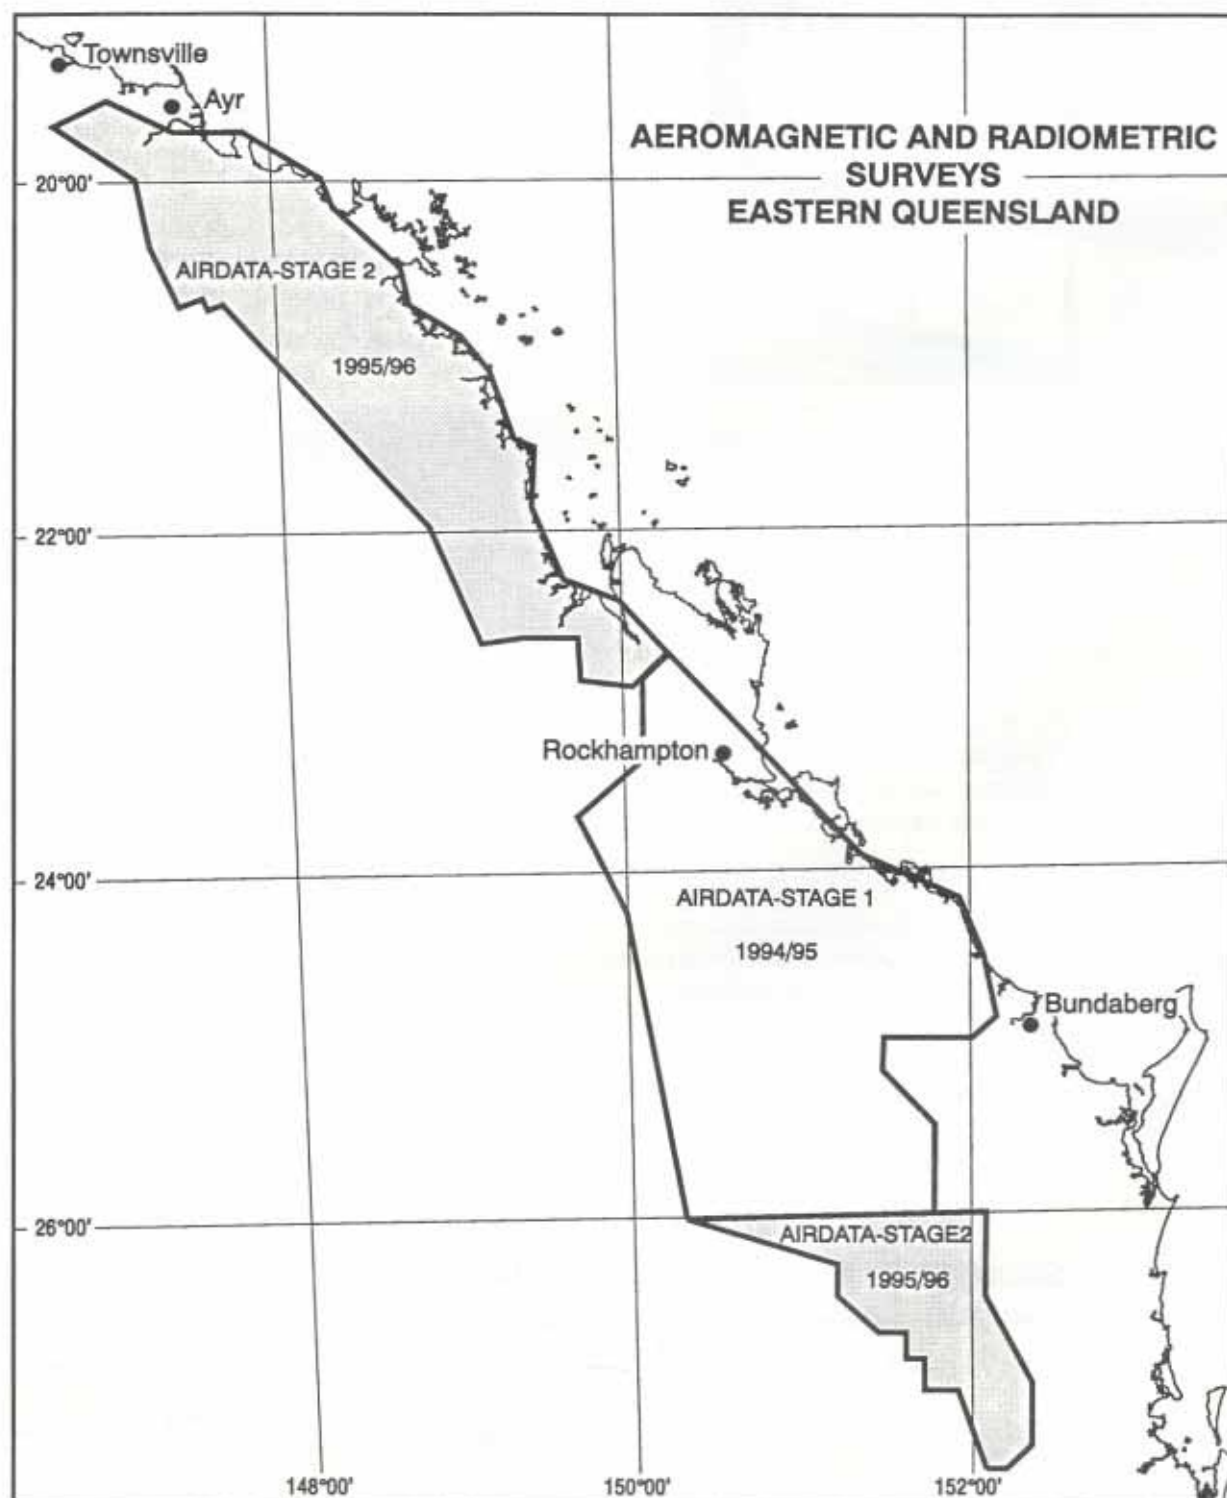 Townsville
Ayr
AEROMAGNETIC AND RADIOMETRIC
SURVEYS
EASTERN QUEENSLAND
20°00'
AIRDATA-STAGE 2
1995/96
22°00'
Rockhampton
24°00'
AIRDATA-STAGE 1
1994/95
Bundaberg
26°00'
AIRDATA-STAGE2
1995/96
148°00'
150°00'
152°00'